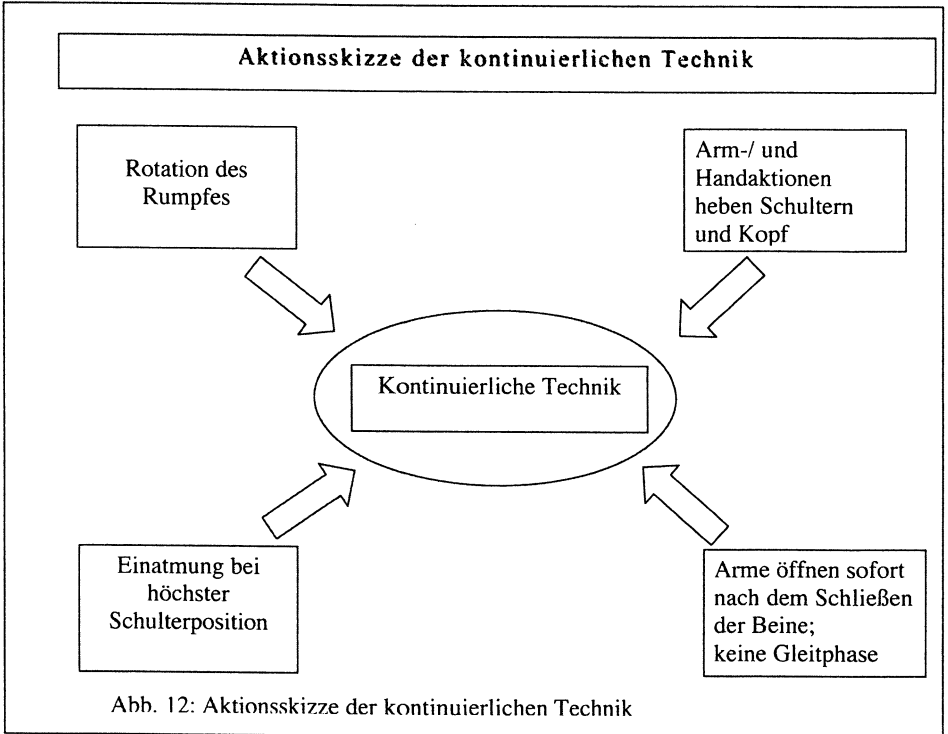 Aktionsskizze der kontinuierlichen Technik
Rotation des
Rumpfes
Arm-/ und
Handaktionen
heben Schultern
und Kopf
Kontinuierliche Technik
Einatmung bei
höchster
Schulterposition
Arme öffnen sofort
nach dem Schließen
der Beine;
keine Gleitphase
Abb. 12: Aktionsskizze der kontinuierlichen Technik